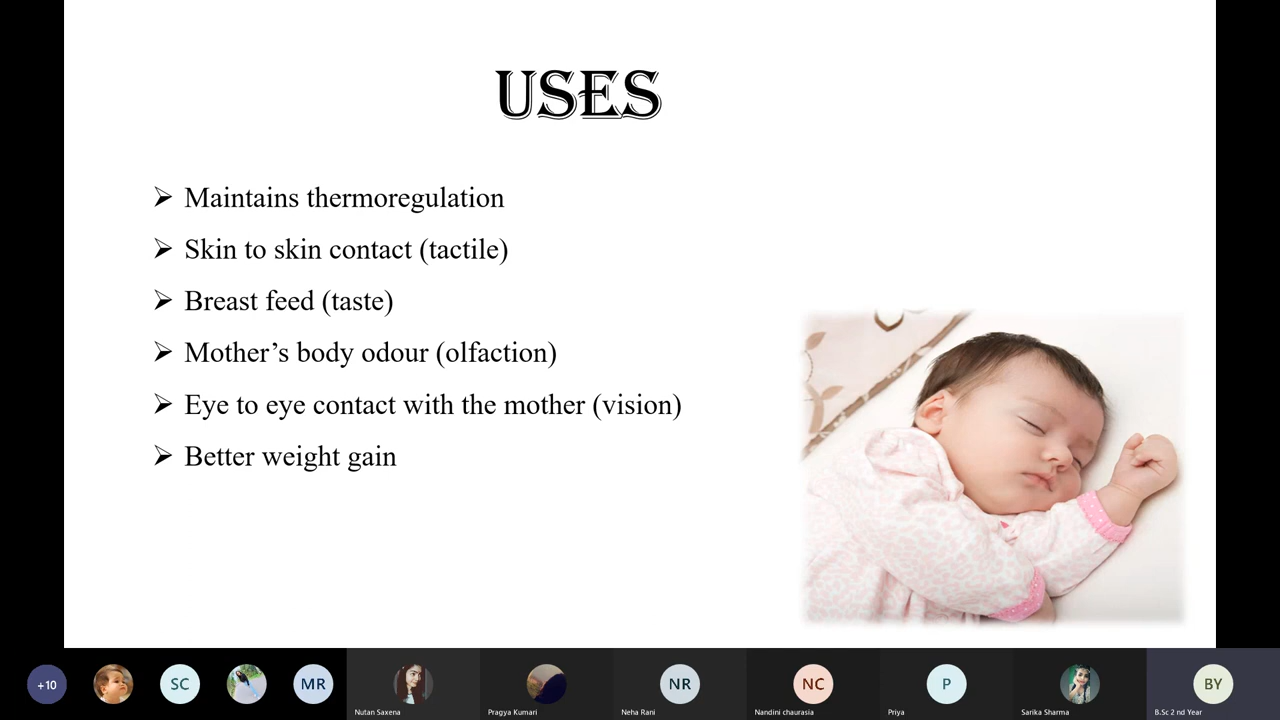 USES
Maintains thermoregulation
Skin to skin contact (tactile)
Breast feed (taste)
Mother’s body odour (olfaction)
Eye to eye contact with the mother (vision)
Better weight gain
+10
SC
MR
NR
NC
P
BY
Nutan Saxena
Pragya Kumari
Neha Rani
Nandini chaurasia
Priya
Sarika Sharma
B.Sc 2 nd Year